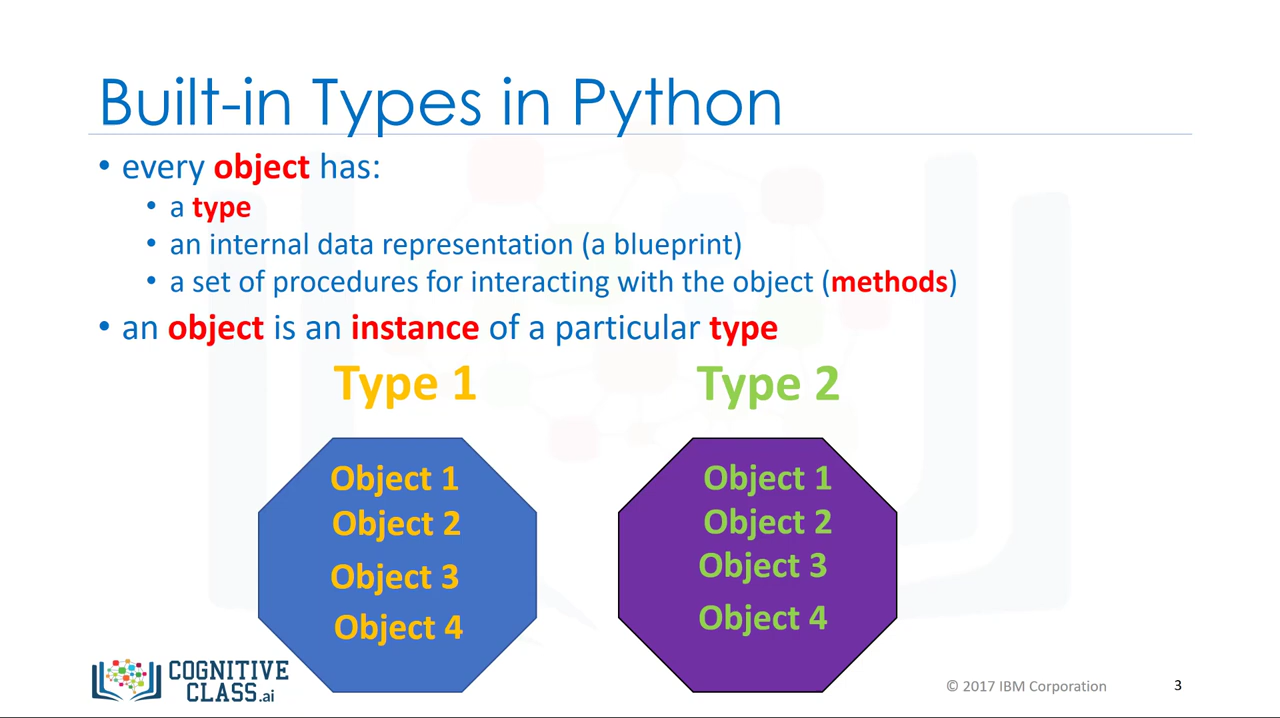 Built-in Types in Python
• every object has:
• a type
• an internal data representation (a blueprint)
• a set of procedures for interacting with the object (methods)
• an object is an instance of a particular type
Type 1
Object 1
Object 2
Object 3
Object 4
Type 2
Object 1
Object 2
Object 3
Object 4
COGNITIVE
CLASS.ai
© 2017 IBM Corporation
3